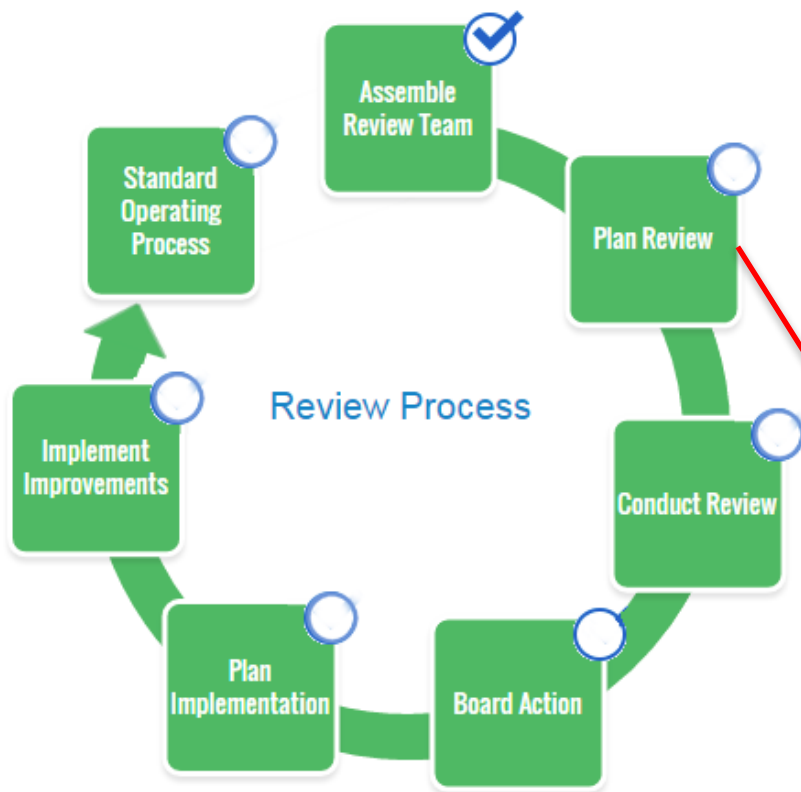 Assemble
Review Team
Plan Review
Conduct Review
Board Action
Plan
Implementation
Implement
Improvements
Standard
Operating
Process
Review Process